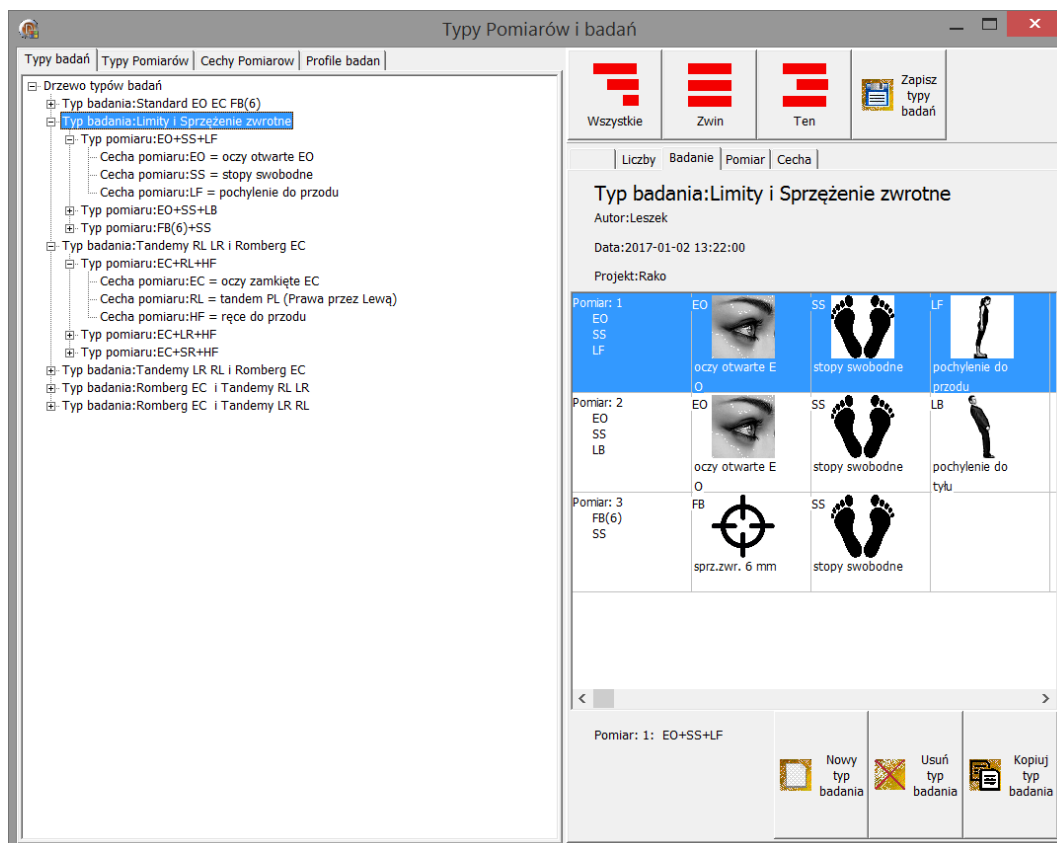 Typy Pomiarów i badań
Typy badań Typy Pomiarów Cechy Pomiarow Profile badan
Drzewo typów badań
Typ badania:Standard EO EC FB(6)
Typ badania:Limity i Sprzężenie zwrotne
Typ pomiaru:EO+SS+LF
Cecha pomiaru:EO = oczy otwarte EO
Cecha pomiaru:SS = stopy swobodne
Cecha pomiaru:LF = pochylenie do przodu
Typ pomiaru:EO+SS+LB
Typ pomiaru:FB(6)+SS
Typ badania:Tandemy RL LR i Romberg EC
Typ pomiaru:EC+RL+HF
Cecha pomiaru:EC = oczy zamkięte EC
Cecha pomiaru:RL = tandem PL (Prawa przez Lewą)
Cecha pomiaru:HF = ręce do przodu
Typ pomiaru:EC+LR+HF
Typ pomiaru:EC+SR+HF
Typ badania:Tandemy LR RL i Romberg EC
Typ badania:Romberg EC i Tandemy RL LR
Typ badania:Romberg EC i Tandemy LR RL
Wszystkie
Zwin
Ten
Zapisz
typy
badań
Liczby Badanie Pomiar Cecha
Typ badania:Limity i Sprzężenie zwrotne
Autor:Leszek
Data:2017-01-02 13:22:00
Projekt:Rako
Pomiar: 1 EO SS LF
EO
SS
LF
oczy otwarte E stopy swobodne pochylenie do
O przodu
Pomiar: 2 EO SS LB
EO
SS
LB
oczy otwarte E stopy swobodne pochylenie do
O tyłu
Pomiar: 3 FB SS
FB(6)
SS
sprz.zwr. 6 mm stopy swobodne
Pomiar: 1: EO+SS+LF
Nowy
typ
badania
Usuń
typ
badania
Kopiuj
typ
badania